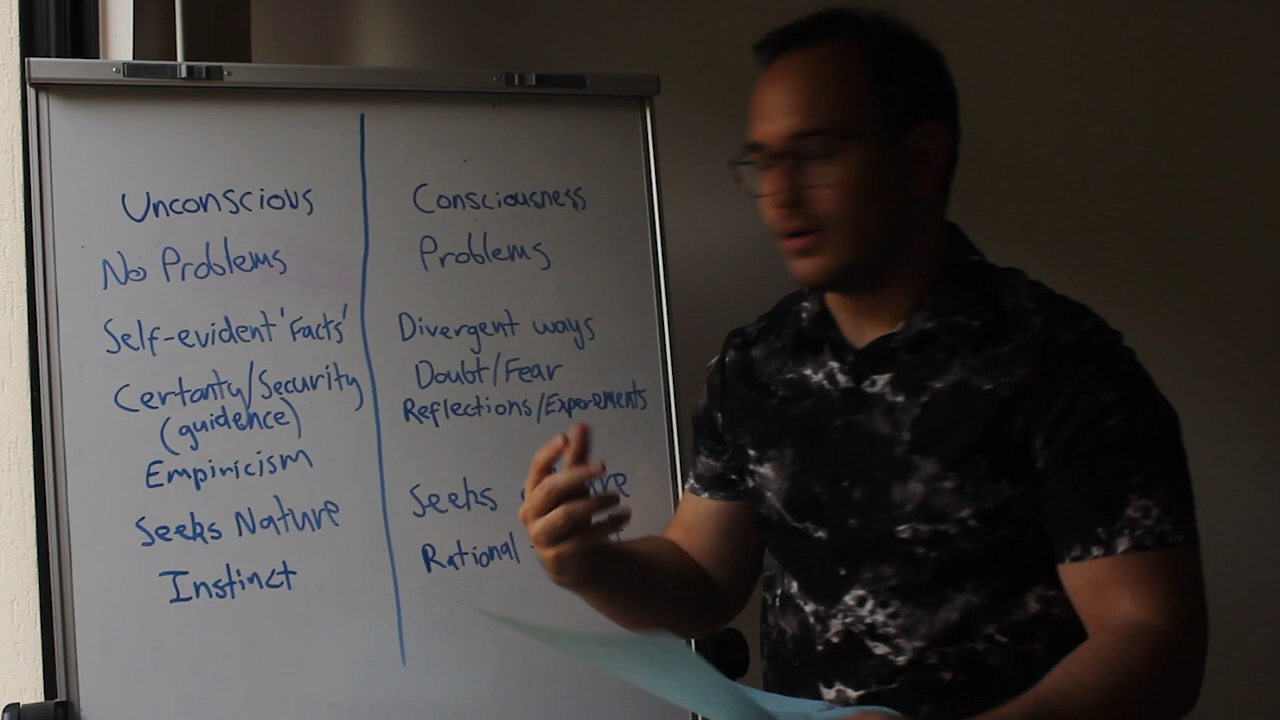 Unconscious
No Problems
Self-evident 'Facts'
Certanty/Security
(guidence)
Empiricism
Seeks Nature
Instinct
Consciousness
Problems
Divergent ways
Doubt/Fear
Reflections/Experements
Seeks
Rational